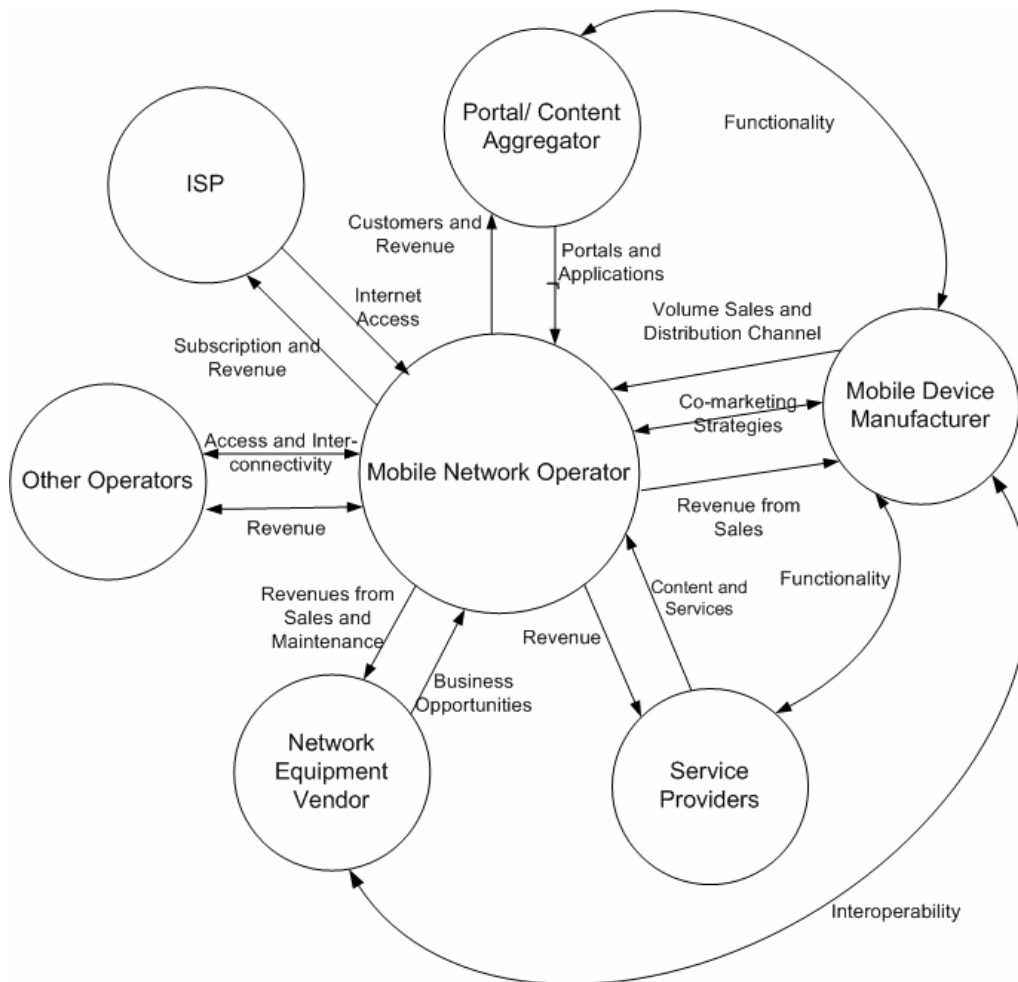 Portal/ Content
Aggregator
Functionality
ISP
Customers and
Revenue
Portals and
Applications
Internet
Access
Volume Sales and
Distribution Channel
Subscription and
Revenue
Mobile Device
Manufacturer
Co-marketing
Strategies
Access and Inter-
connectivity
Other Operators
Mobile Network Operator
Revenue
Revenue from
Sales
Functionality
Content and
Services
Revenues from
Sales and
Maintenance
Revenue
Business
Opportunities
Network
Equipment
Vendor
Service
Providers
Interoperability